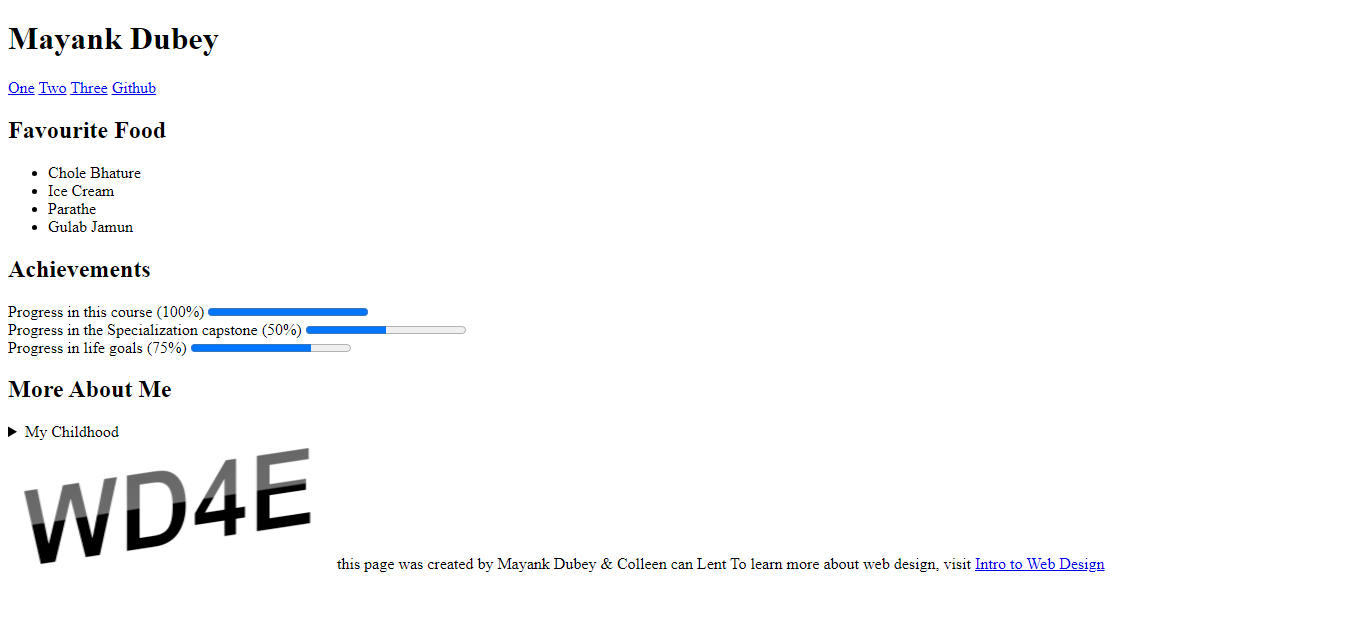 Mayank Dubey
One Two Three Github
Favourite Food
Chole Bhature
Ice Cream
Parathe
Gulab Jamun
Achievements
Progress in this course (100%)
Progress in the Specialization capstone (50%)
Progress in life goals (75%)
More About Me
My Childhood
WD4E
this page was created by Mayank Dubey & Colleen can Lent To learn more about web design, visit Intro to Web Design